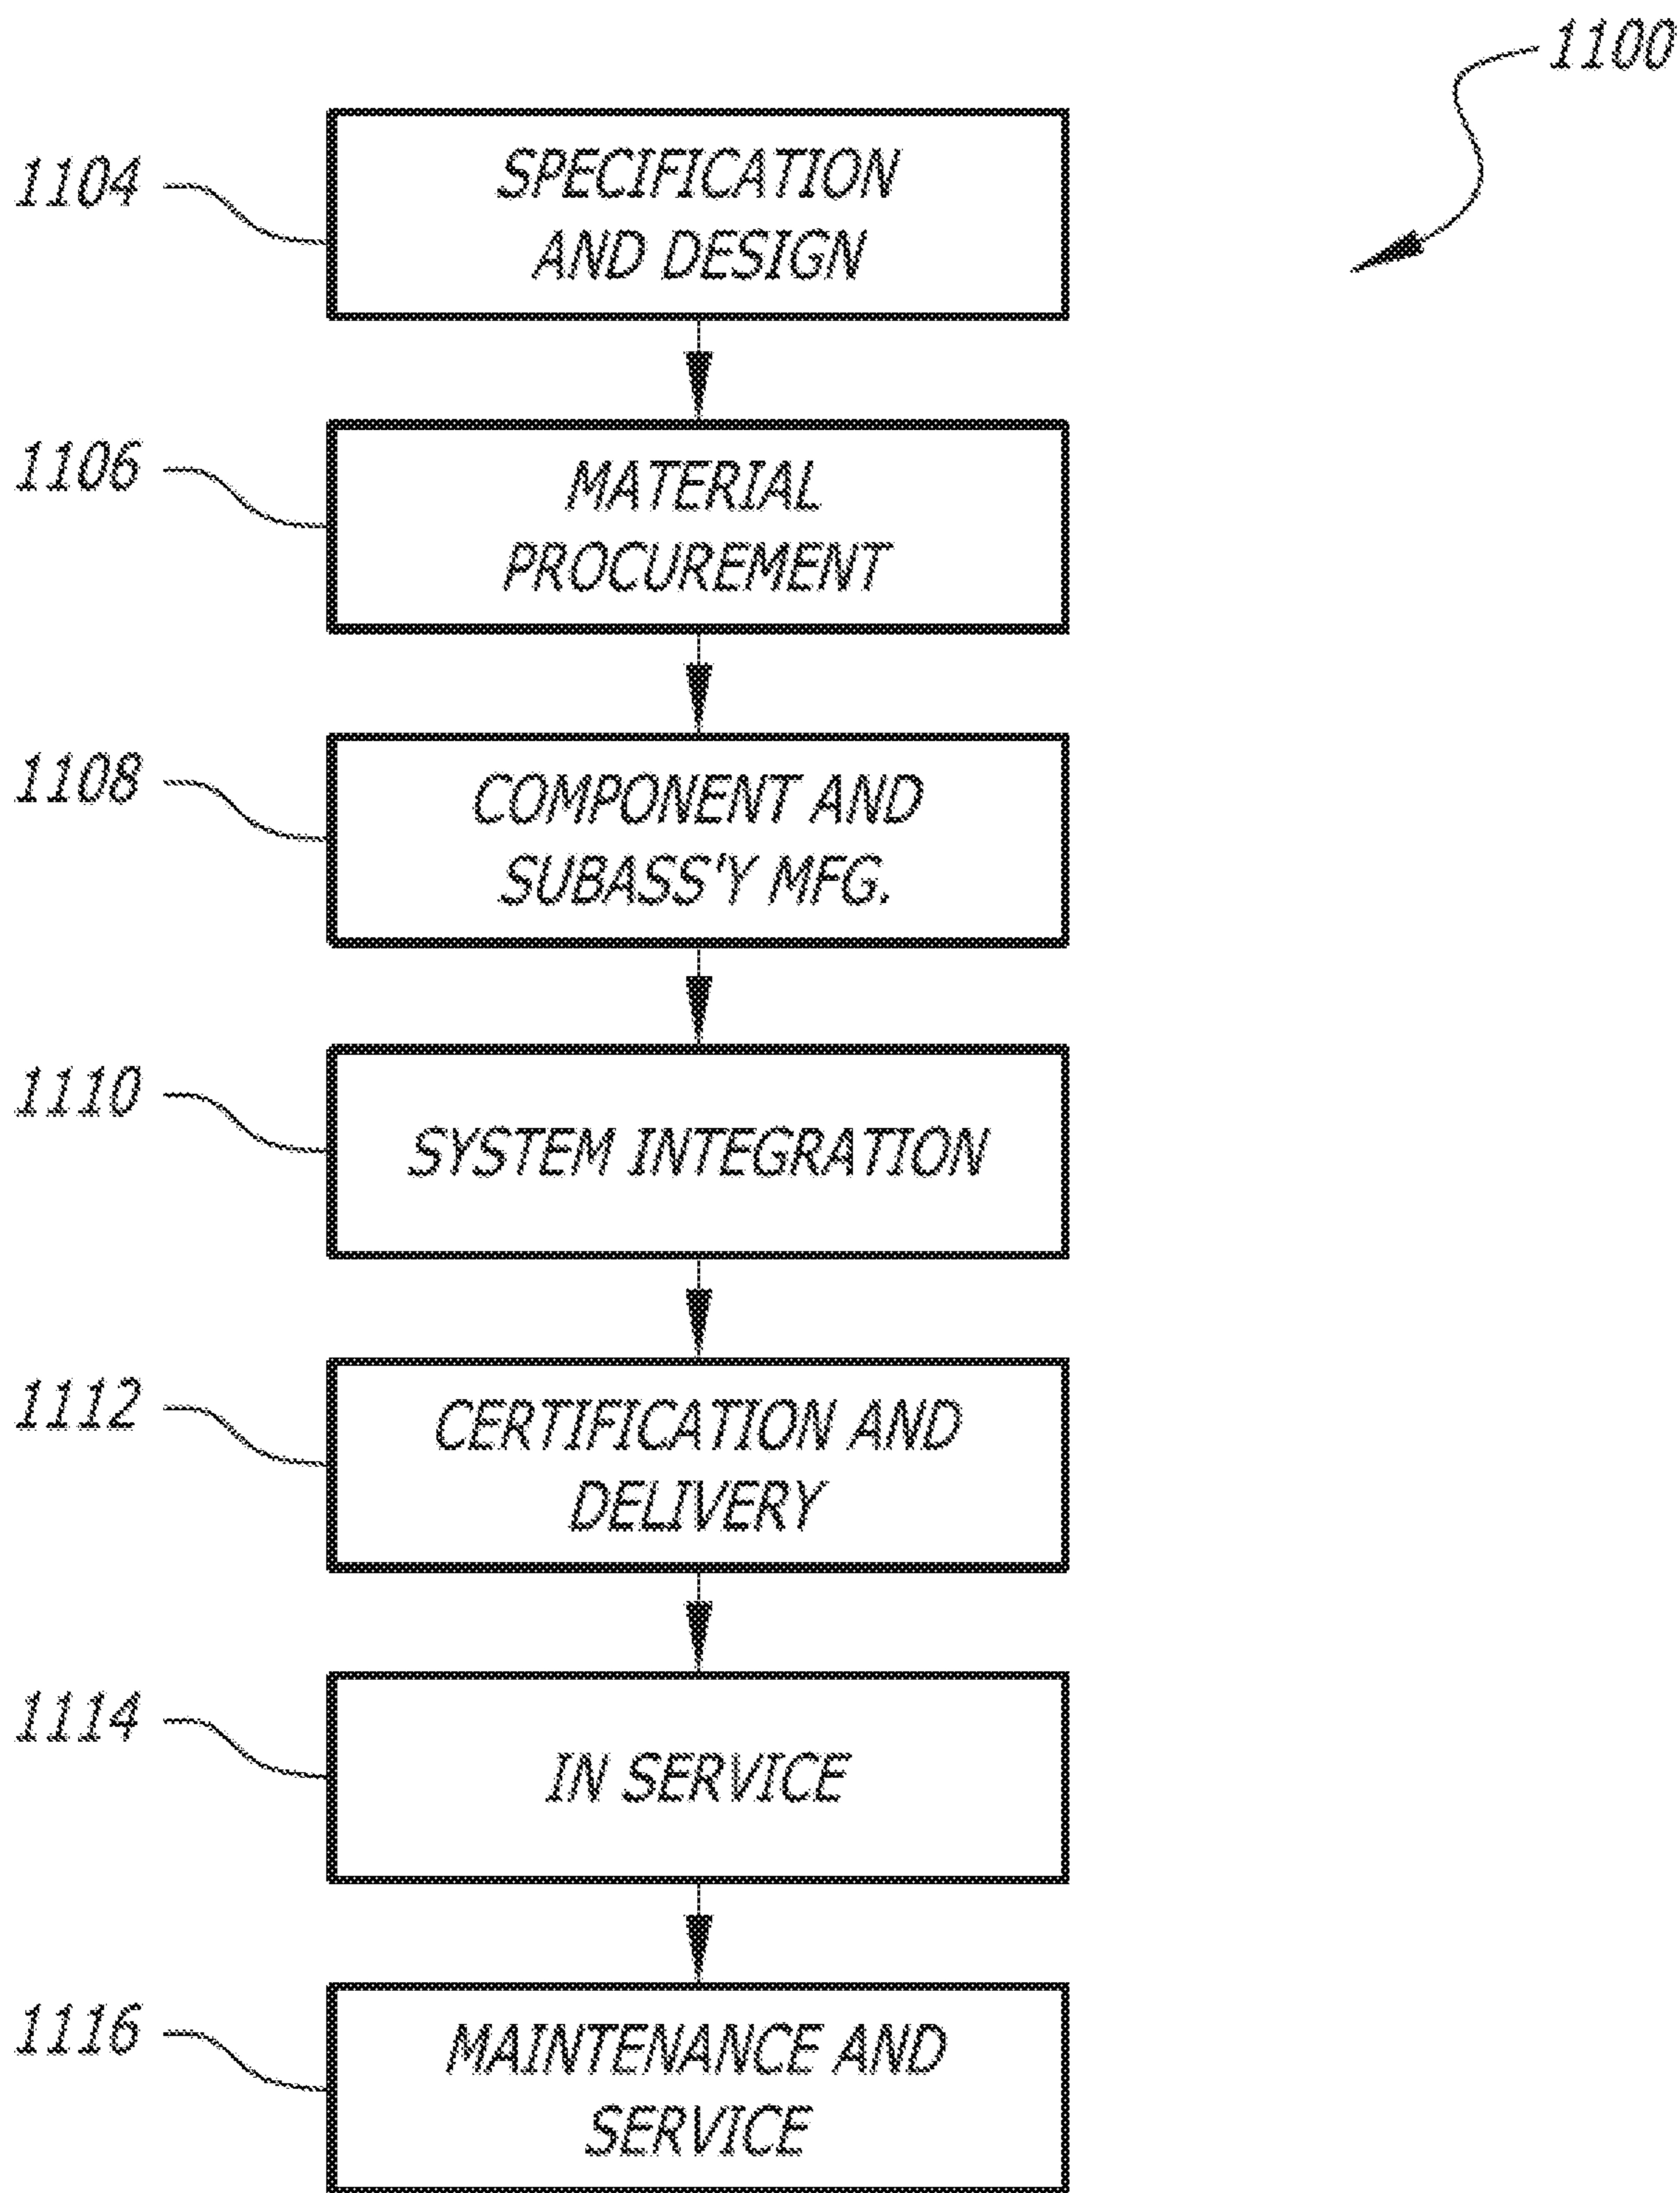 1100
1104
SPECIFICATION
AND DESIGN
1106
MATERIAL
PROCUREMENT
1108
COMPONENT AND
SUBASS'Y MFG.
1110
SYSTEM INTEGRATION
1112
CERTIFICATION AND
DELIVERY
1114
IN SERVICE
1116
MAINTENANCE AND
SERVICE